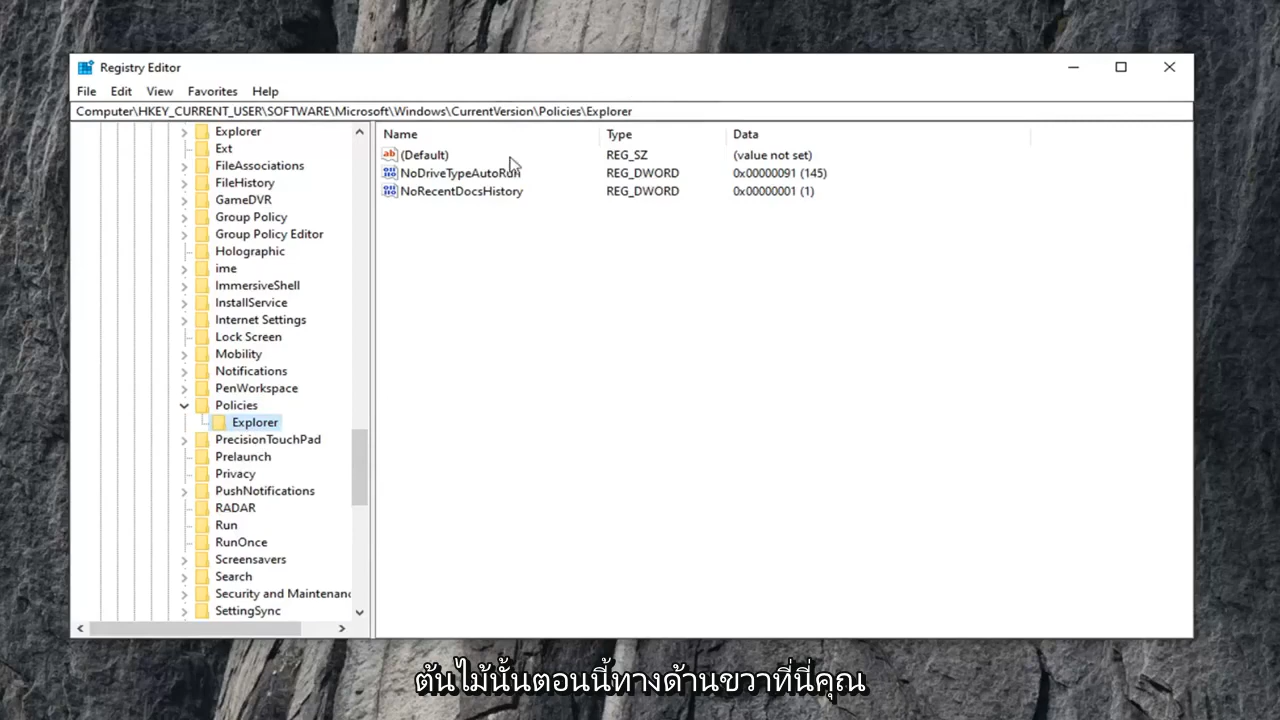 Registry Editor
File Edit View Favorites Help
Computer\HKEY_CURRENT_USER\SOFTWARE\Microsoft\Windows\CurrentVersion\Policies\Explorer
Explorer
Ext
FileAssociations
FileHistory
GameDVR
Group Policy
Group Policy Editor
Holographic
ime
ImmersiveShell
InstallService
Internet Settings
Lock Screen
Mobility
Notifications
PenWorkspace
Policies
Explorer
PrecisionTouchPad
Prelaunch
Privacy
PushNotifications
RADAR
Run
RunOnce
Screensavers
Search
Security and Maintenanc
SettingSync
Name Type Data
(Default) REG_SZ (value not set)
NoDriveTypeAutoRun REG_DWORD 0x00000091 (145)
NoRecentDocsHistory REG_DWORD 0x00000001 (1)
ต้นไม้นั้นตอนนี้ทางด้านขวาที่นี่คุณ